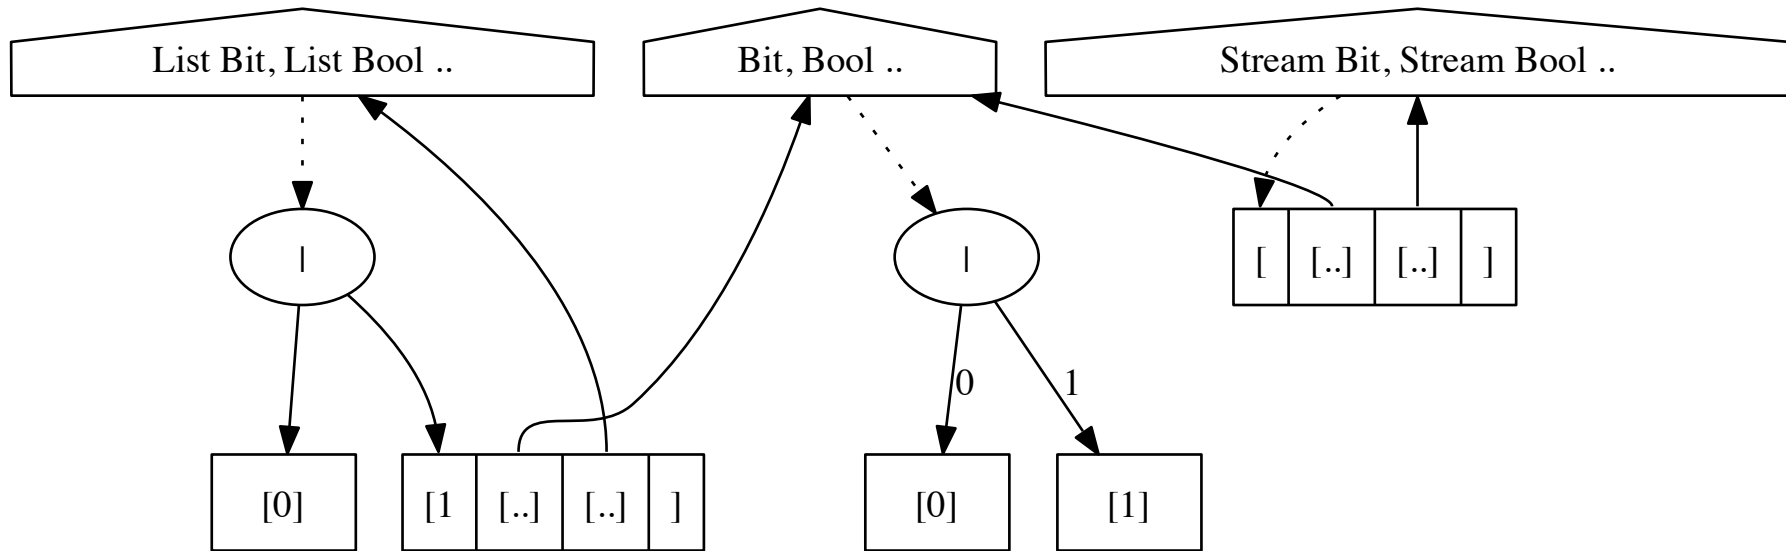 List Bit, List Bool ..
Bit, Bool ..
Stream Bit, Stream Bool ..
|
|
[ [..] [..] ]
0
1
[0]
[1 [..] [..] ]
[0]
[1]